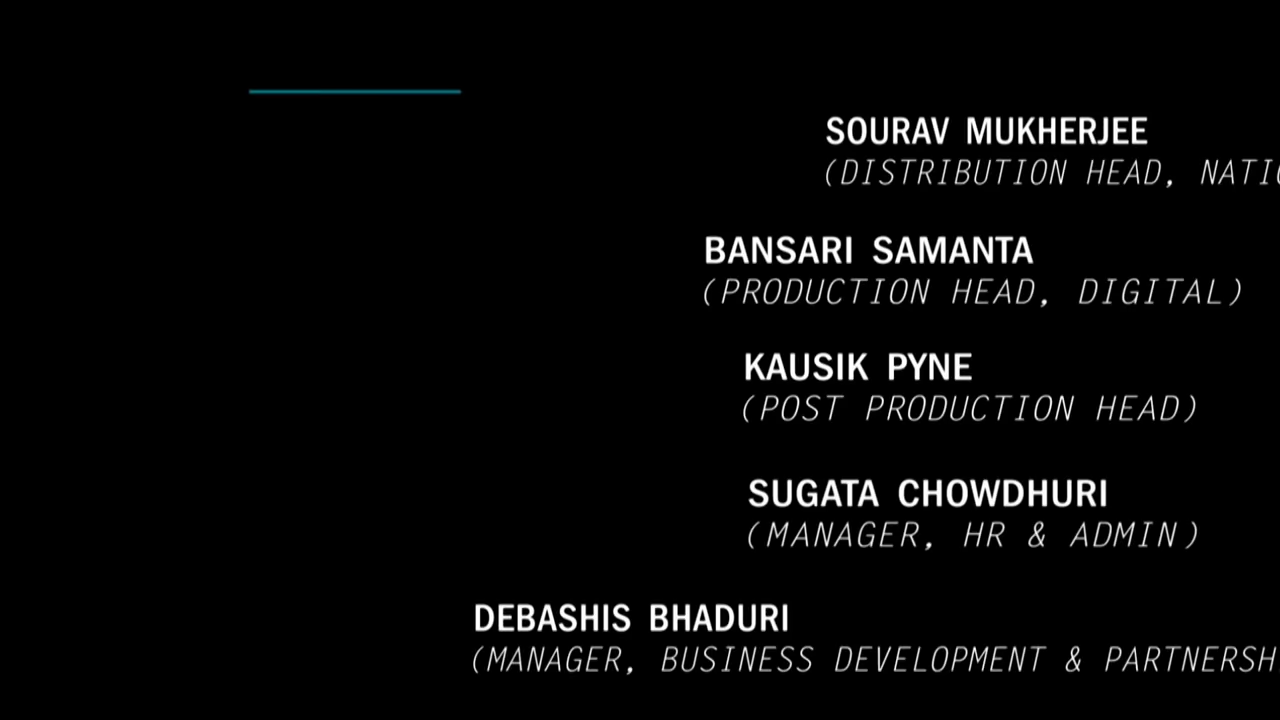 SOURAV MUKHERJEE
(DISTRIBUTION HEAD,
BANSARI SAMANTA
(PRODUCTION HEAD, DIGITAL)
KAUSIK PYNE
(POST PRODUCTION HEAD)
SUGATA CHOWDHURI
(MANAGER, HR & ADMIN)
DEBASHIS BHADURI
(MANAGER, BUSINESS DEVELOPMENT &